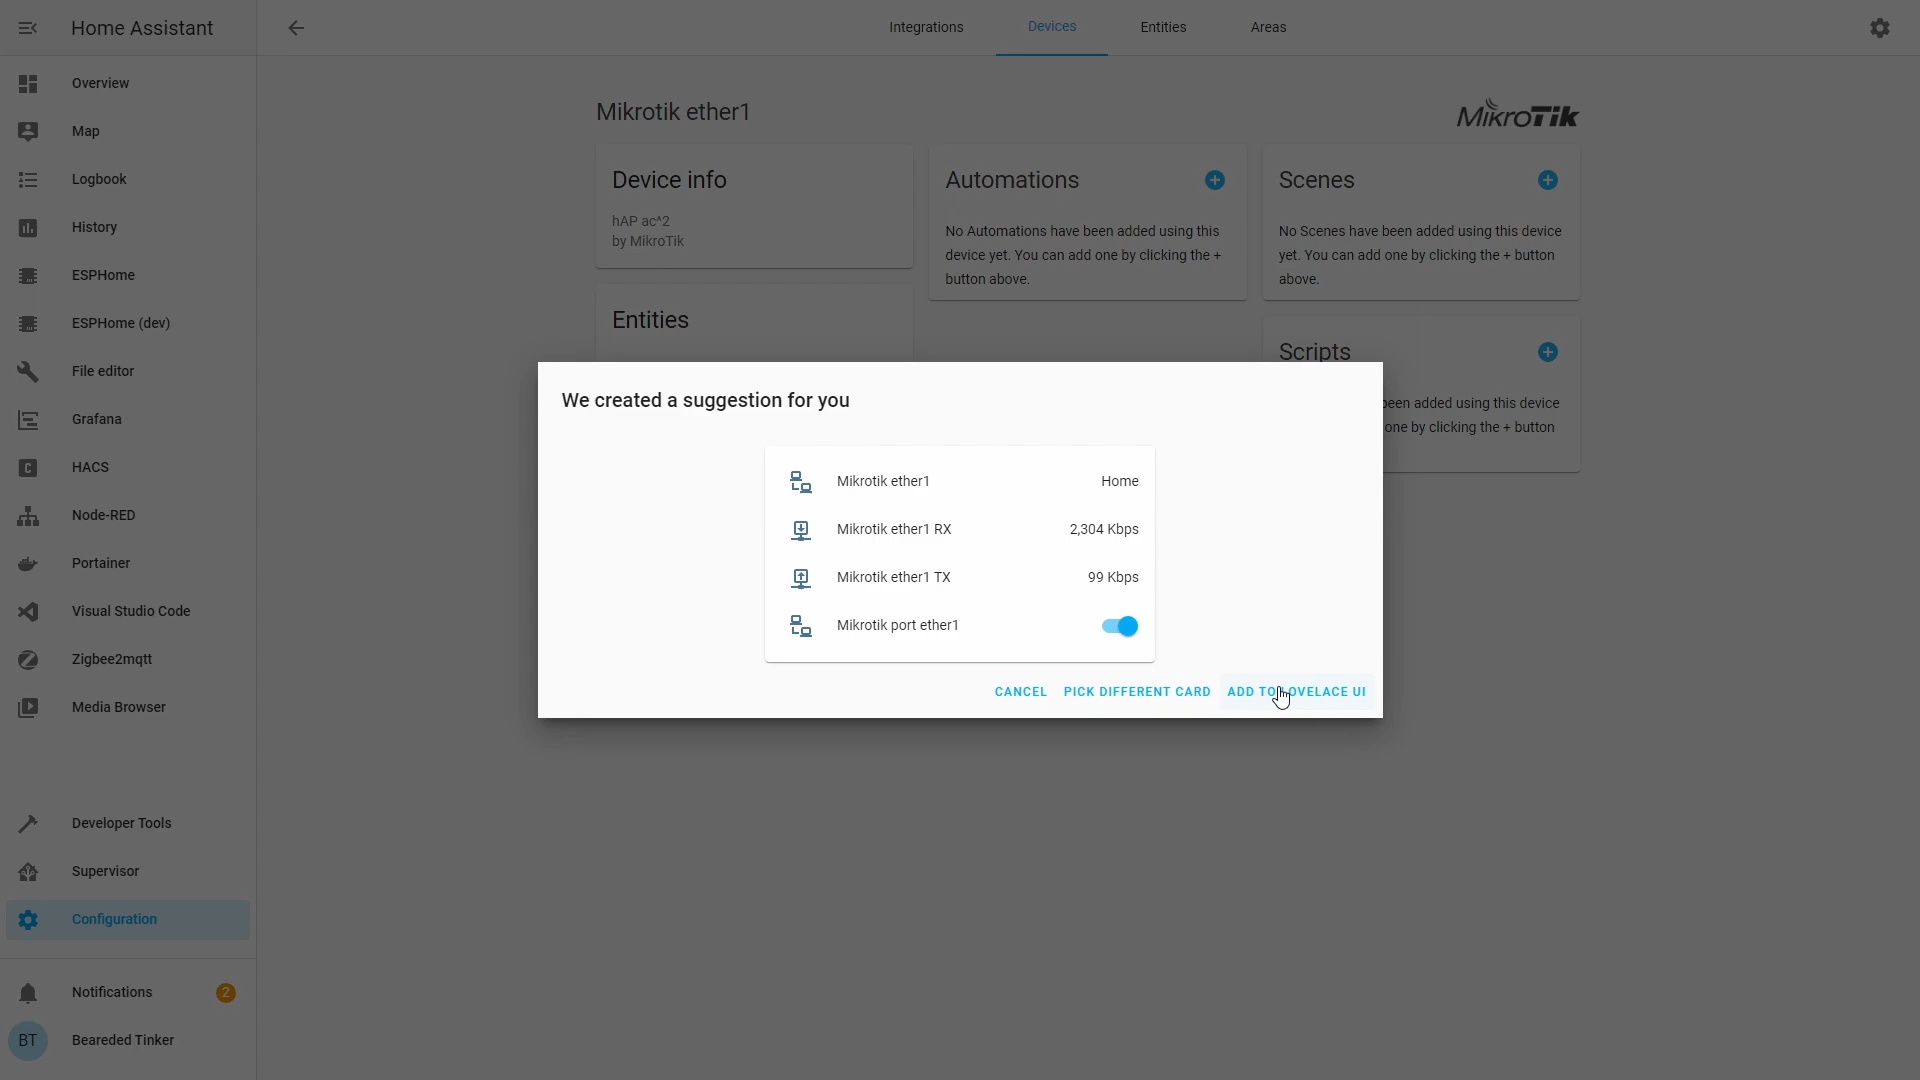 Home Assistant
Integrations
Devices
Entities
Areas
Overview
Map
Logbook
History
ESPHome
ESPHome (dev)
File editor
Grafana
HACS
Node-RED
Portainer
Visual Studio Code
Zigbee2mqtt
Media Browser
Developer Tools
Supervisor
Configuration
Notifications
2
BT
Bearded Tinker
Mikrotik ether1
MikroTik
Device info
hAP ac^2
by MikroTik
Entities
Automations
No Automations have been added using this
device yet. You can add one by clicking the +
button above.
Scenes
No Scenes have been added using this device
yet. You can add one by clicking the + button
above.
Scripts
been added using this device
one by clicking the + button
We created a suggestion for you
Mikrotik ether1 Home
Mikrotik ether1 RX 2,304 Kbps
Mikrotik ether1 TX 99 Kbps
Mikrotik port ether1
CANCEL PICK DIFFERENT CARD ADD TO LOVELACE UI